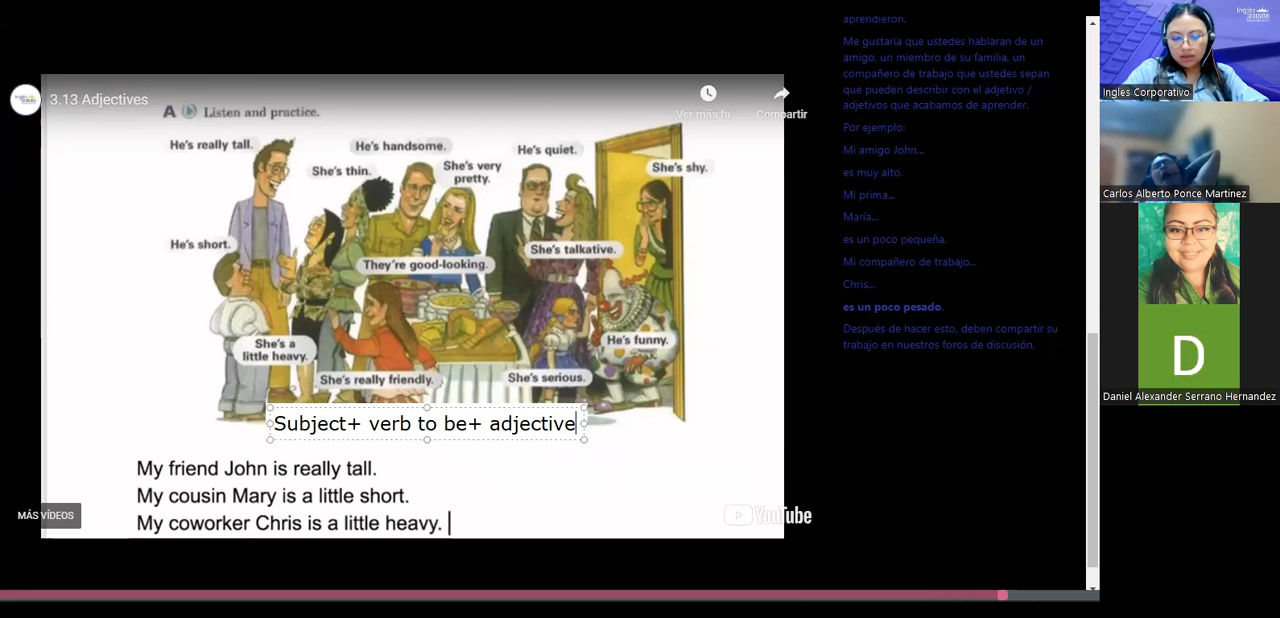 3.13 Adjectives
Ver más ta
Compartir
A Listen and practice.
He's really tall.
She's thin.
He's handsome.
She's very
pretty.
He's quiet.
She's shy.
He's short.
They're good-looking.
She's talkative.
She's a
little heavy.
She's really friendly.
She's serious.
He's funny.
Subject+ verb to be+ adjective
My friend John is really tall.
My cousin Mary is a little short.
My coworker Chris is a little heavy.
MÁS VÍDEOS
YouTube
aprendieron.
Me gustaría que ustedes hablaran de un
amigo, un miembro de su familia, un
compañero de trabajo que ustedes sepan
que pueden describir con el adjetivo /
adjetivos que acabamos de aprender.
Por ejemplo:
Mi amigo John...
es muy alto.
Mi prima...
María...
es un poco pequeña.
Mi compañero de trabajo...
Chris...
es un poco pesado.
Después de hacer esto, deben compartir su
trabajo en nuestros foros de discusión.
Ingles Corporativo
Carlos Alberto Ponce Martinez
D
Daniel Alexander Serrano Hernandez